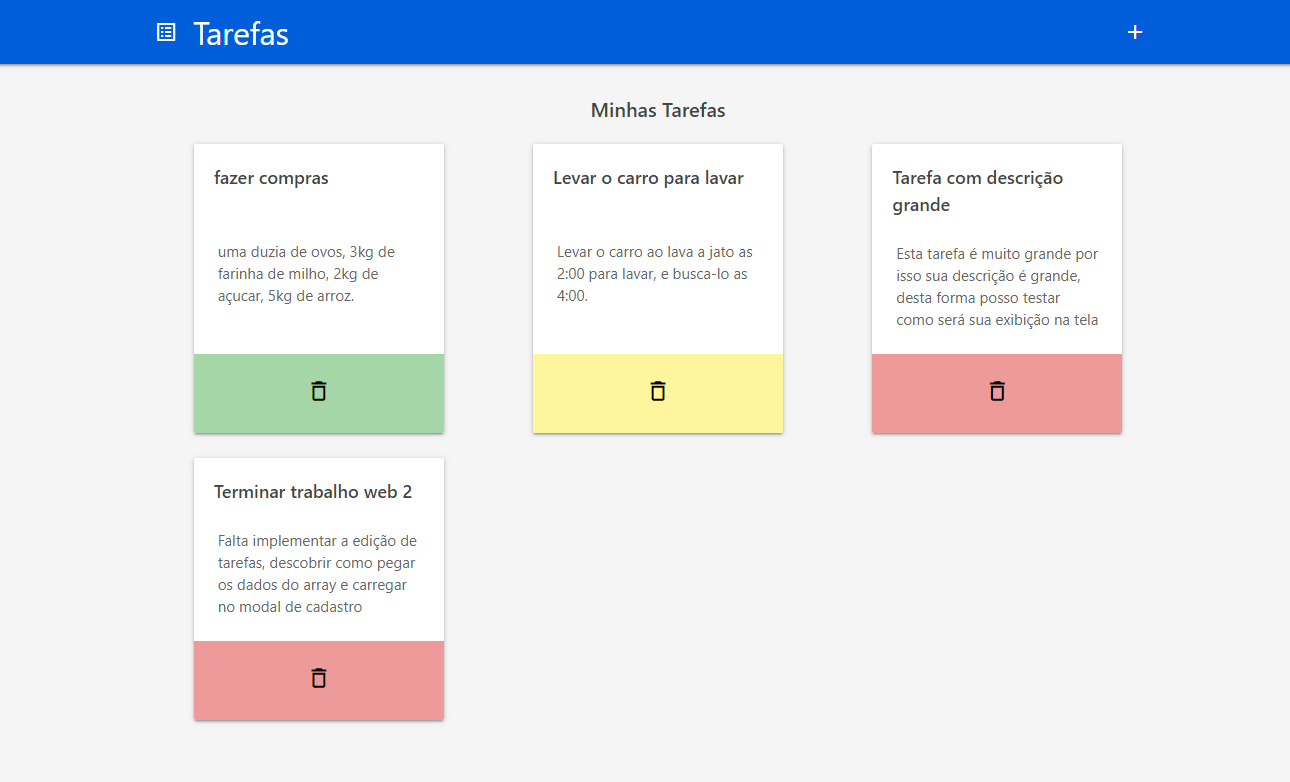 Tarefas
Minhas Tarefas
fazer compras
uma duzia de ovos, 3kg de
farinha de milho, 2kg de
açucar, 5kg de arroz.
Levar o carro para lavar
Levar o carro ao lava a jato as
2:00 para lavar, e busca-lo as
4:00.
Tarefa com descrição
grande
Esta tarefa é muito grande por
isso sua descrição é grande,
desta forma posso testar
como será sua exibição na tela
Terminar trabalho web 2
Falta implementar a edição de
tarefas, descobrir como pegar
os dados do array e carregar
no modal de cadastro